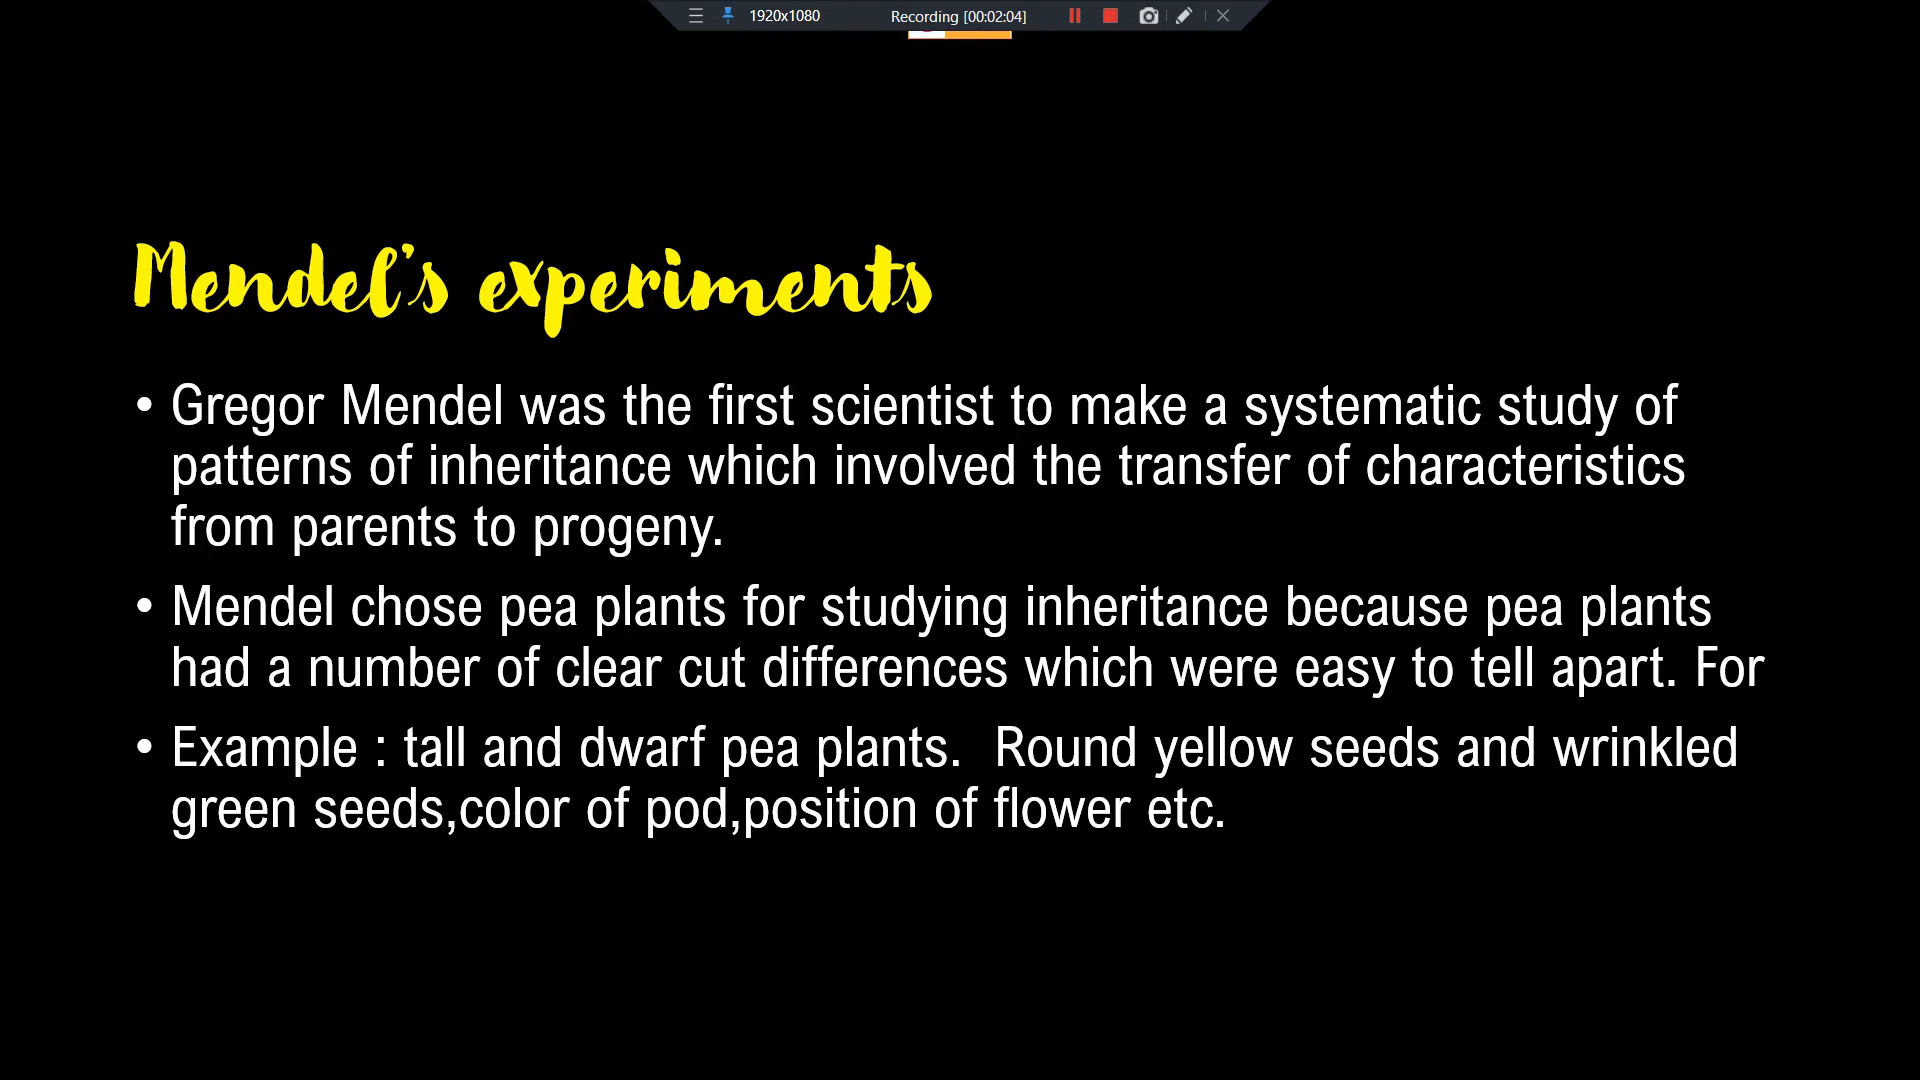 1920x1080 Recording [00:02:04]
Mendel's experiments
• Gregor Mendel was the first scientist to make a systematic study of
patterns of inheritance which involved the transfer of characteristics
from parents to progeny.
• Mendel chose pea plants for studying inheritance because pea plants
had a number of clear cut differences which were easy to tell apart. For
• Example : tall and dwarf pea plants.  Round yellow seeds and wrinkled
green seeds,color of pod,position of flower etc.